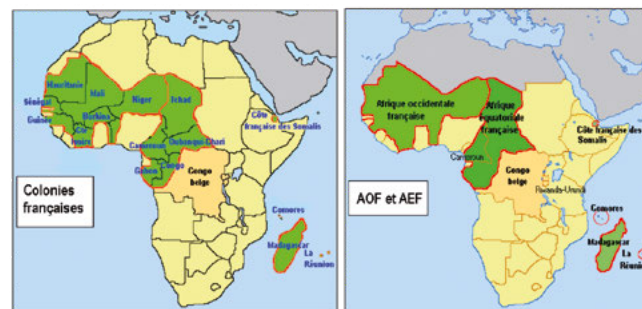 Mauritanie
Mali
Niger
Tchad
Sénégal
Burkina
Guinée
Côte
Ivoire
Côte
française des Somalis
Cameroun
Oubangui-Chari
Gabon
Congo
Congo
belge
Colonies
françaises
Comores
Madagascar
La
Réunion
Afrique occidentale
française
Afrique
équatoriale
française
Côte française des
Somalis
Cameroun
Congo
belge
Rwanda-Urundi
AOF et AEF
Comores
Madagascar
La
Réunion